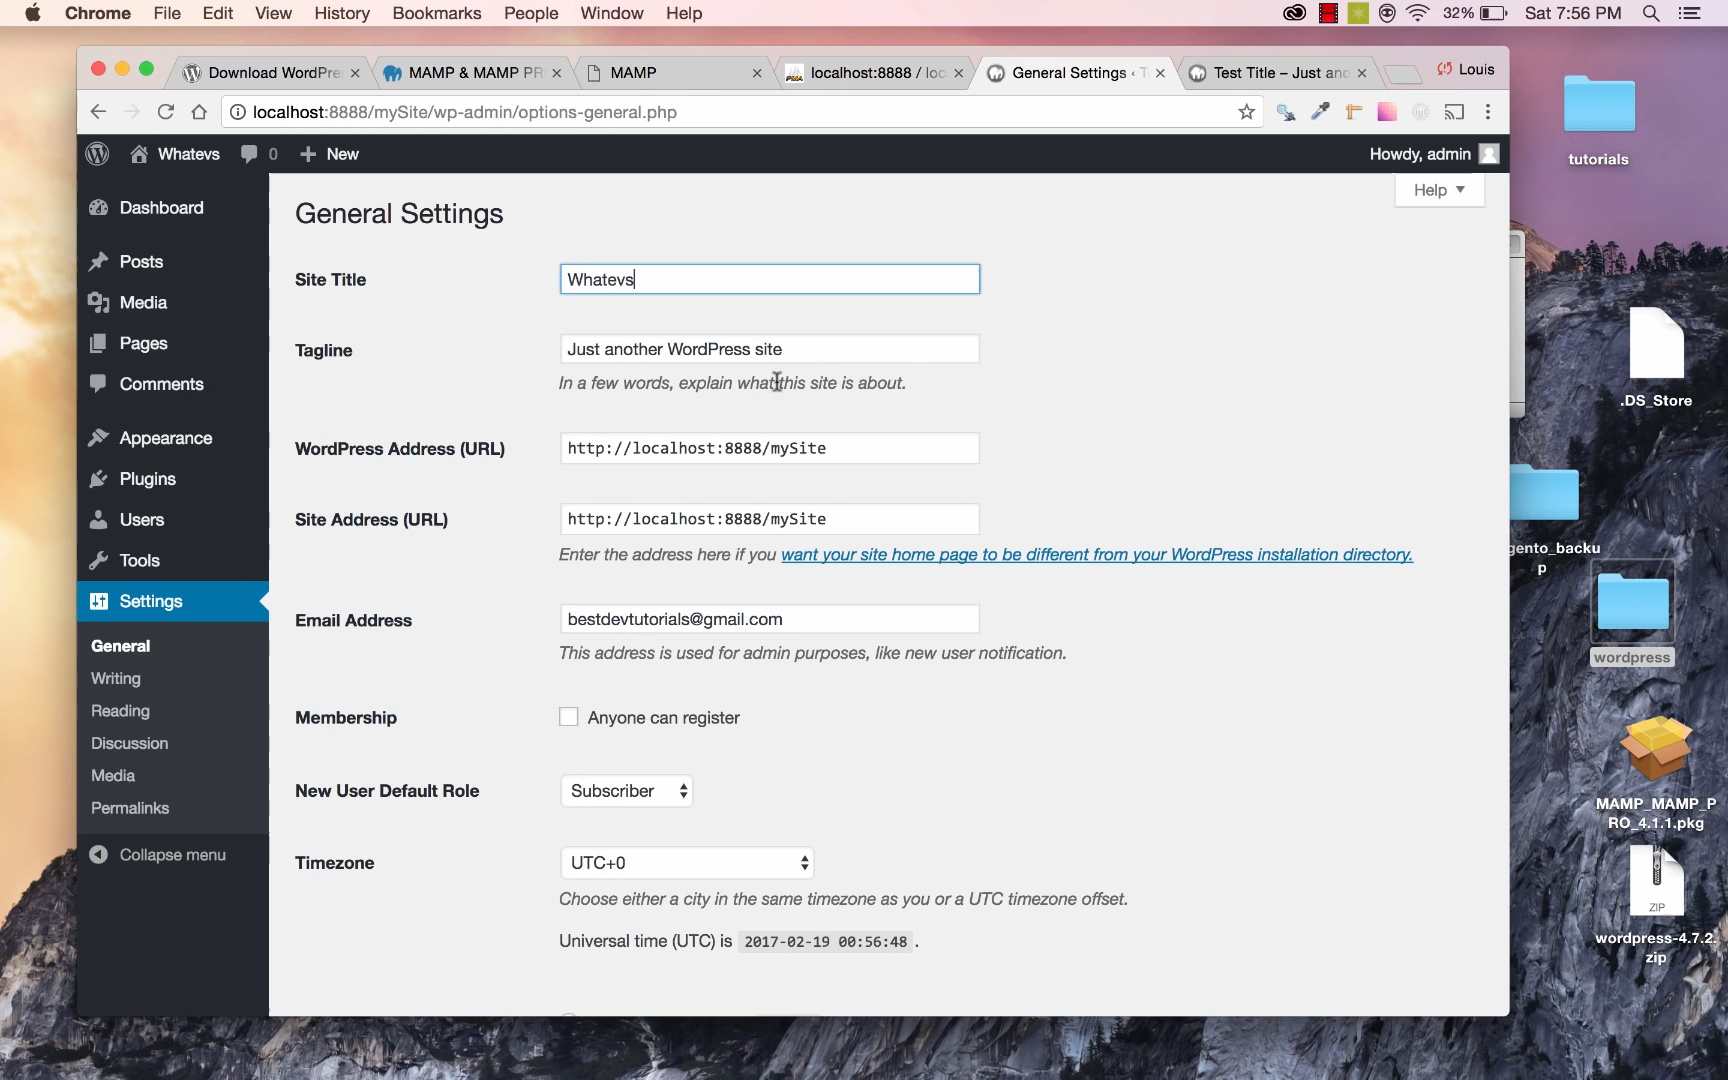 Chrome File Edit View History Bookmarks People Window Help 32% Sat 7:56 PM
Download WordPre MAMP & MAMP PR MAMP localhost:8888 / loc General Settings ‹ T Test Title – Just ano Louis
localhost:8888/mySite/wp-admin/options-general.php
Whatevs 0 New Howdy, admin
Help
Dashboard
Posts
Media
Pages
Comments
Appearance
Plugins
Users
Tools
Settings
General
Writing
Reading
Discussion
Media
Permalinks
Collapse menu
General Settings
Site Title Whatevs
Tagline Just another WordPress site
In a few words, explain what this site is about.
WordPress Address (URL) http://localhost:8888/mySite
Site Address (URL) http://localhost:8888/mySite
Enter the address here if you want your site home page to be different from your WordPress installation directory.
Email Address bestdevtutorials@gmail.com
This address is used for admin purposes, like new user notification.
Membership Anyone can register
New User Default Role Subscriber
Timezone UTC+0
Choose either a city in the same timezone as you or a UTC timezone offset.
Universal time (UTC) is 2017-02-19 00:56:48 .
tutorials
.DS_Store
gento_backu
p
wordpress
MAMP_MAMP_P
RO_4.1.1.pkg
ZIP
wordpress-4.7.2.
zip